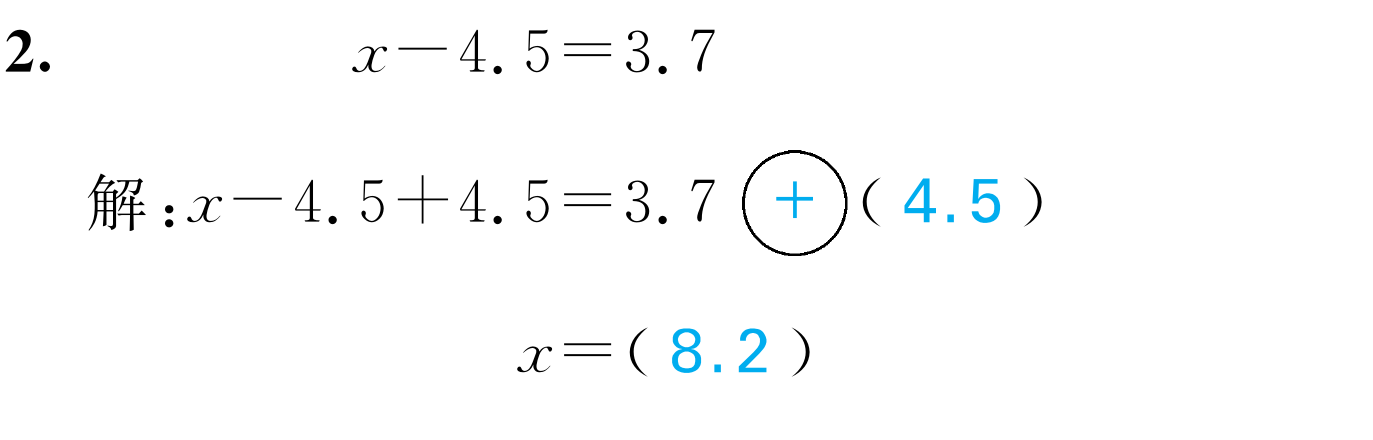 2. x-4.5=3.7
解:x-4.5+4.5=3.7 + ( 4.5 )
x=( 8.2 )